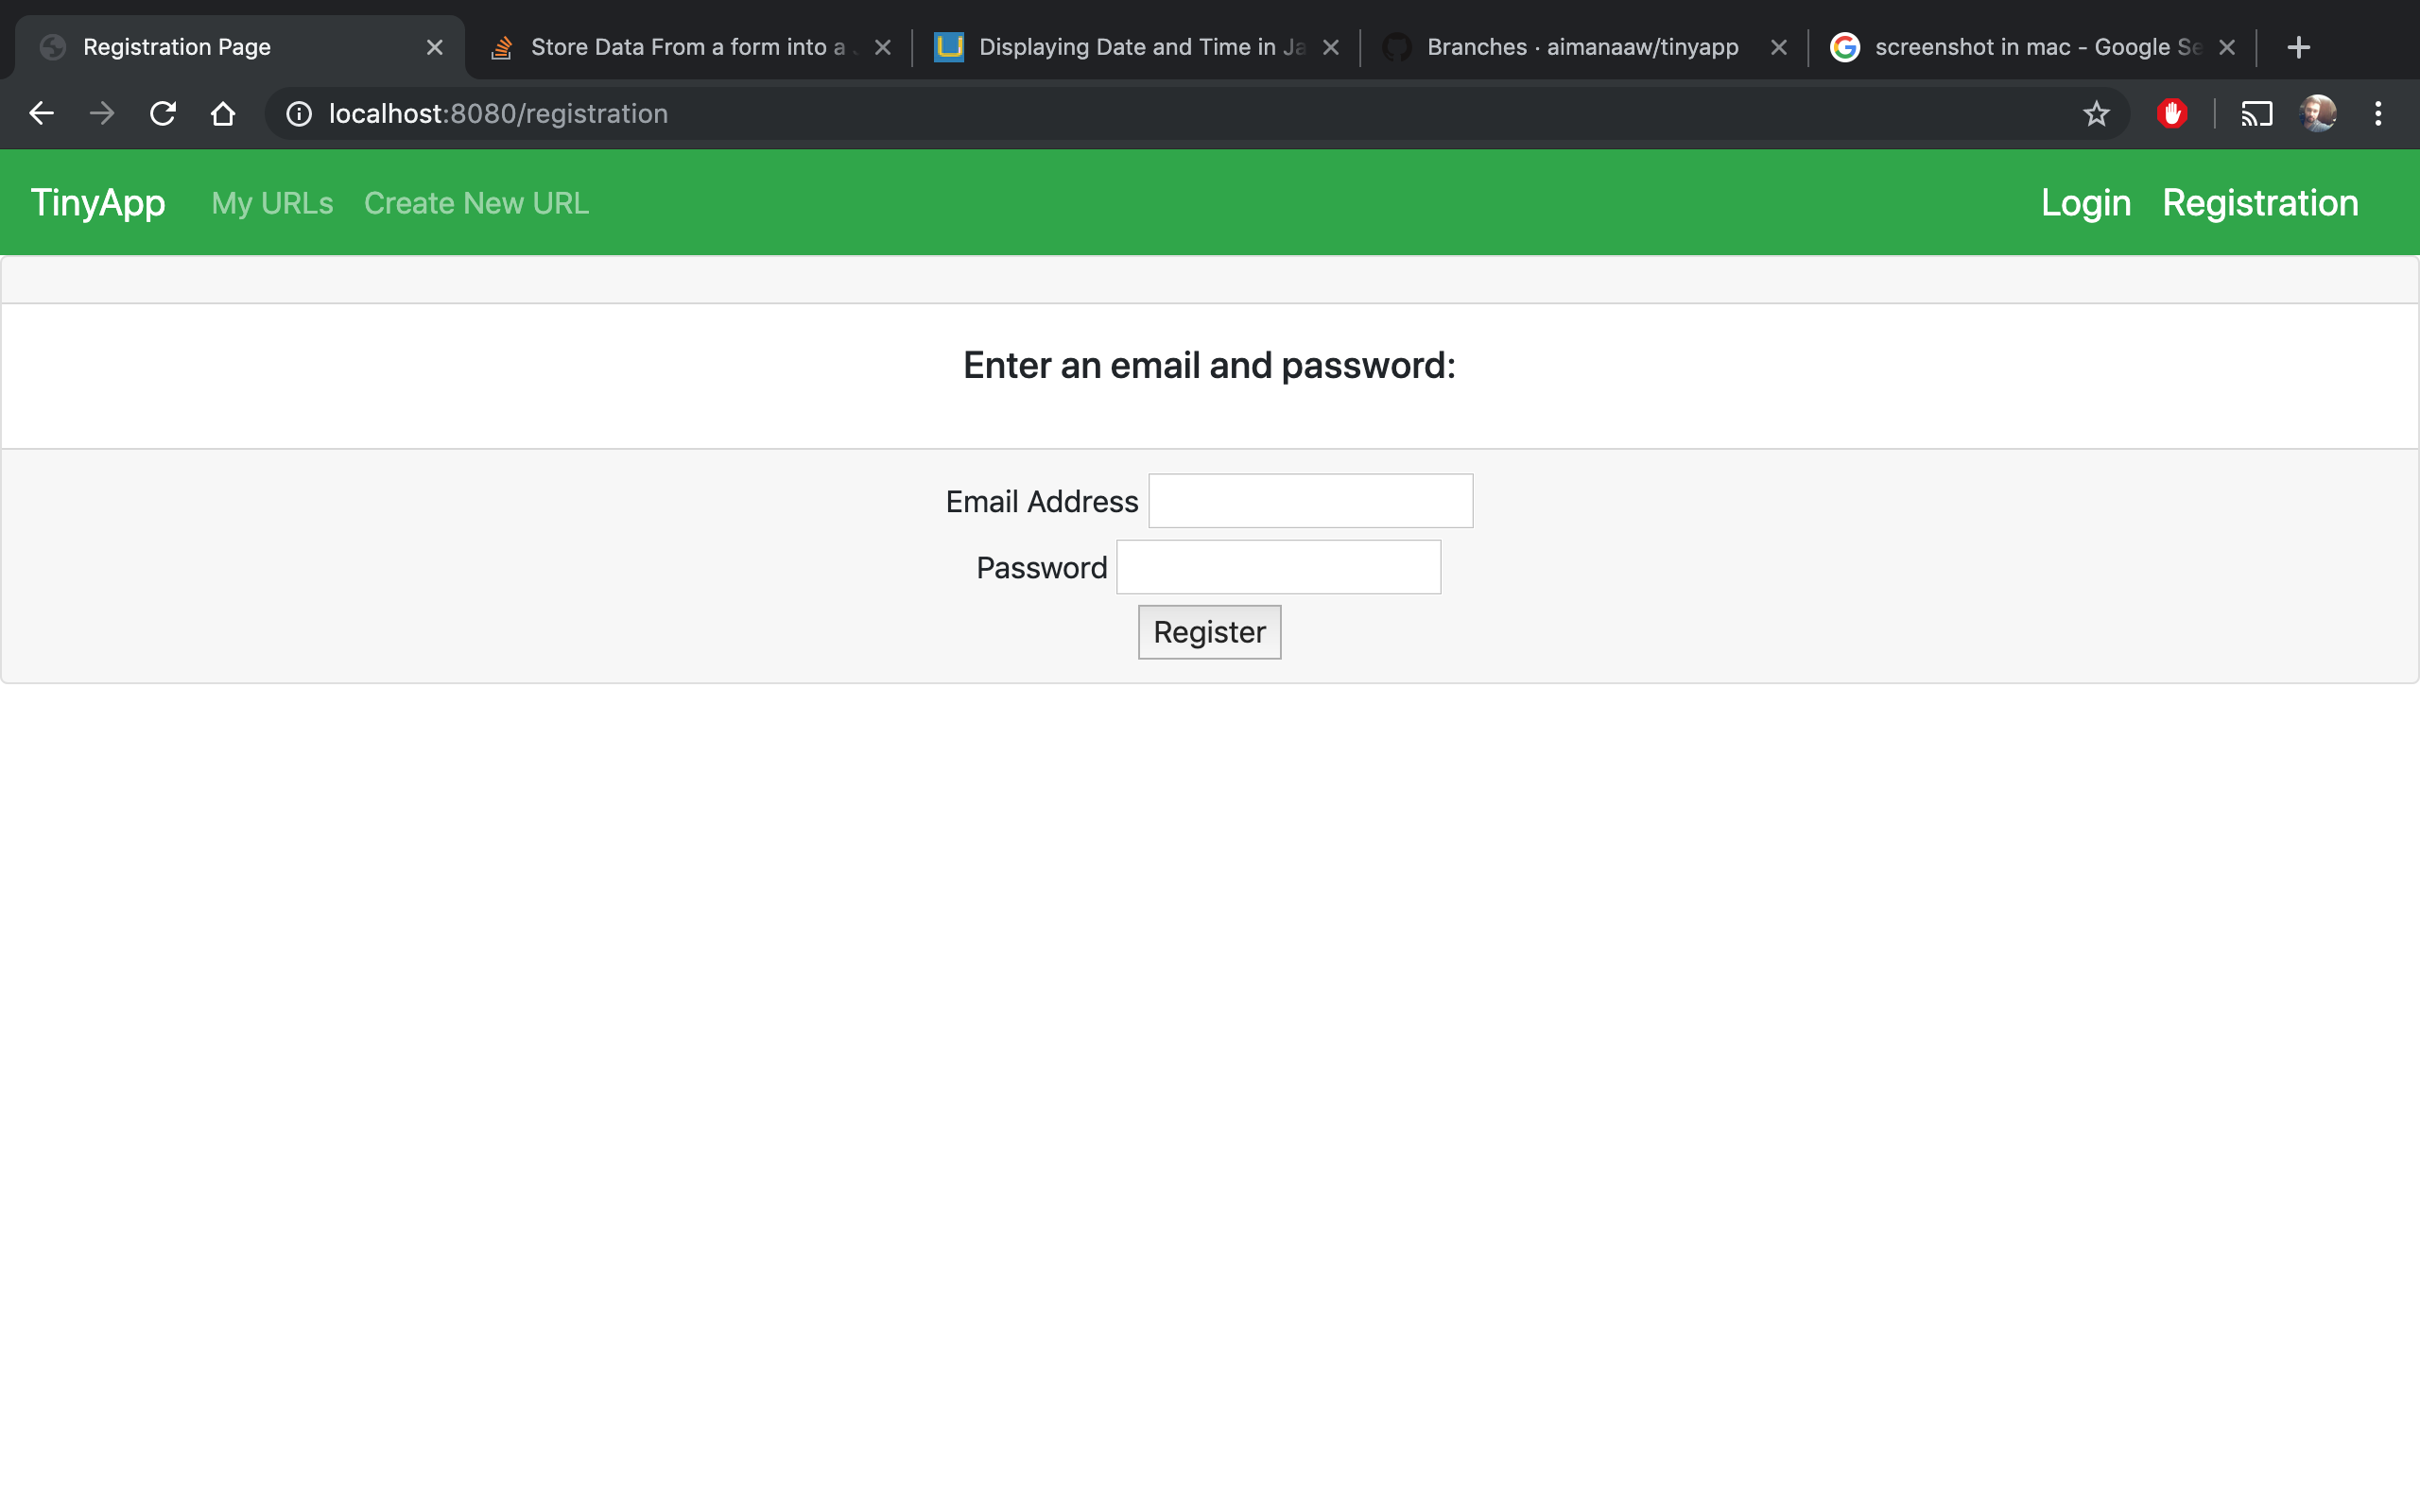 Registration Page
Store Data From a form into a
Displaying Date and Time in Ja
Branches · aimanaaw/tinyapp
screenshot in mac - Google Se
localhost:8080/registration
TinyApp My URLs Create New URL Login Registration
Enter an email and password:
Email Address
Password
Register